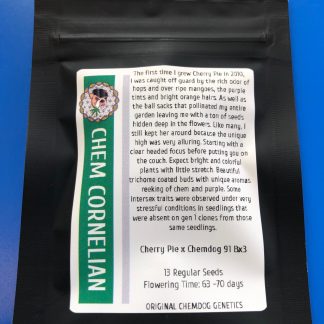 CHEM CORNELIAN
The first time I grew Cherry Pie in 2010,
I was caught off guard by the rich odor of
hops and over ripe mangoes, the purple
tints and bright orange hairs. As well as
the ball sacks that pollinated my entire
garden leaving me with a ton of seeds
hidden deep in the flowers. Like many, I
still kept her around because the unique
high was very alluring. Starting with a
clear headed focus before putting you on
the couch. Expect bright and colorful
plants with little stretch. Beautiful
trichome coated buds with unique aromas
reeking of chem and purple. Some
intersex traits were observed under very
stressful conditions in seedlings that
were absent on gen 1 clones from those
same seedlings.
Cherry Pie x Chemdog 91 Bx3
13 Regular Seeds
Flowering Time: 63 -70 days
ORIGINAL CHEMDOG GENETICS